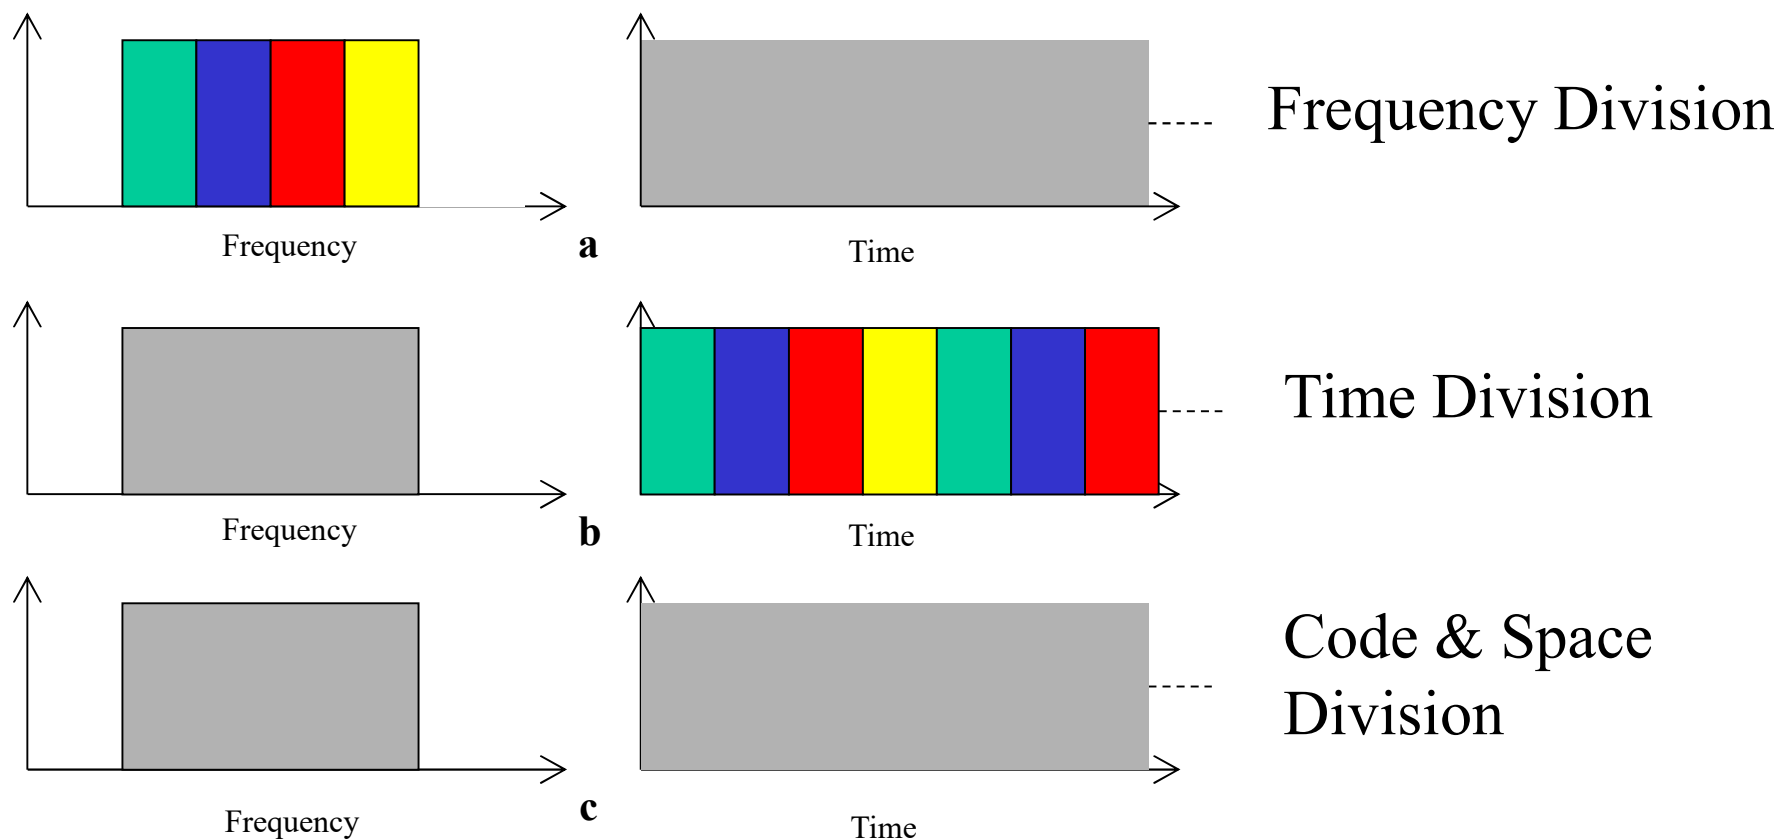 Frequency Division
Frequency
a
Time
Time Division
Frequency
b
Time
Code & Space
Division
Frequency
c
Time